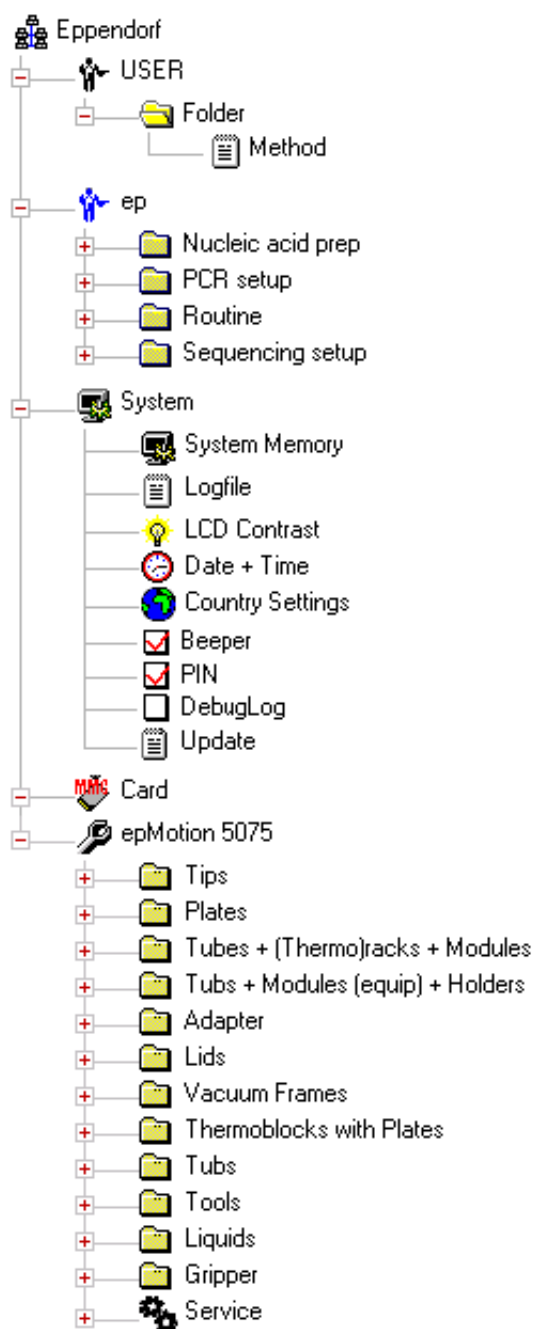 Eppendorf
USER
Folder
Method
ep
Nucleic acid prep
PCR setup
Routine
Sequencing setup
System
System Memory
Logfile
LCD Contrast
Date + Time
Country Settings
Beeper
PIN
DebugLog
Update
MMC Card
epMotion 5075
Tips
Plates
Tubes + (Thermo)racks + Modules
Tubs + Modules (equip) + Holders
Adapter
Lids
Vacuum Frames
Thermoblocks with Plates
Tubs
Tools
Liquids
Gripper
Service